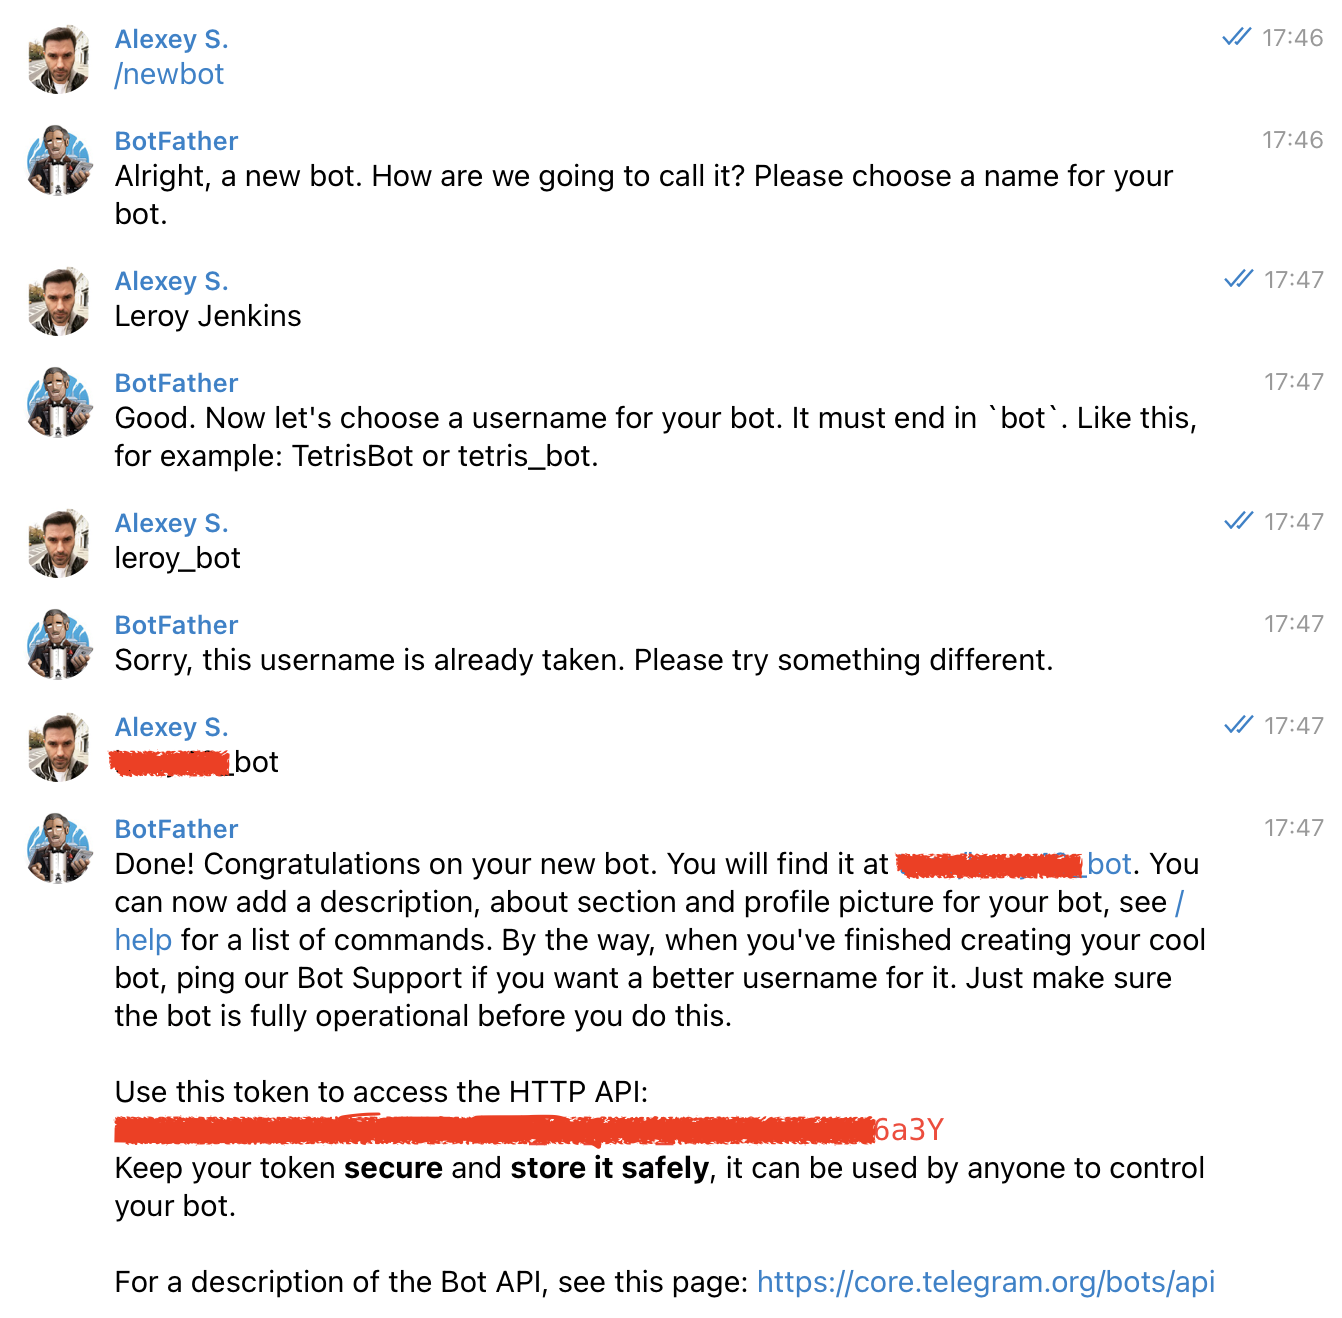 Alexey S. 17:46
/newbot
BotFather 17:46
Alright, a new bot. How are we going to call it? Please choose a name for your
bot.
Alexey S. 17:47
Leroy Jenkins
BotFather 17:47
Good. Now let's choose a username for your bot. It must end in `bot`. Like this,
for example: TetrisBot or tetris_bot.
Alexey S. 17:47
leroy_bot
BotFather 17:47
Sorry, this username is already taken. Please try something different.
Alexey S. 17:47
_bot
BotFather 17:47
Done! Congratulations on your new bot. You will find it at _bot. You
can now add a description, about section and profile picture for your bot, see /
help for a list of commands. By the way, when you've finished creating your cool
bot, ping our Bot Support if you want a better username for it. Just make sure
the bot is fully operational before you do this.
Use this token to access the HTTP API:
6a3Y
Keep your token secure and store it safely, it can be used by anyone to control
your bot.
For a description of the Bot API, see this page: https://core.telegram.org/bots/api